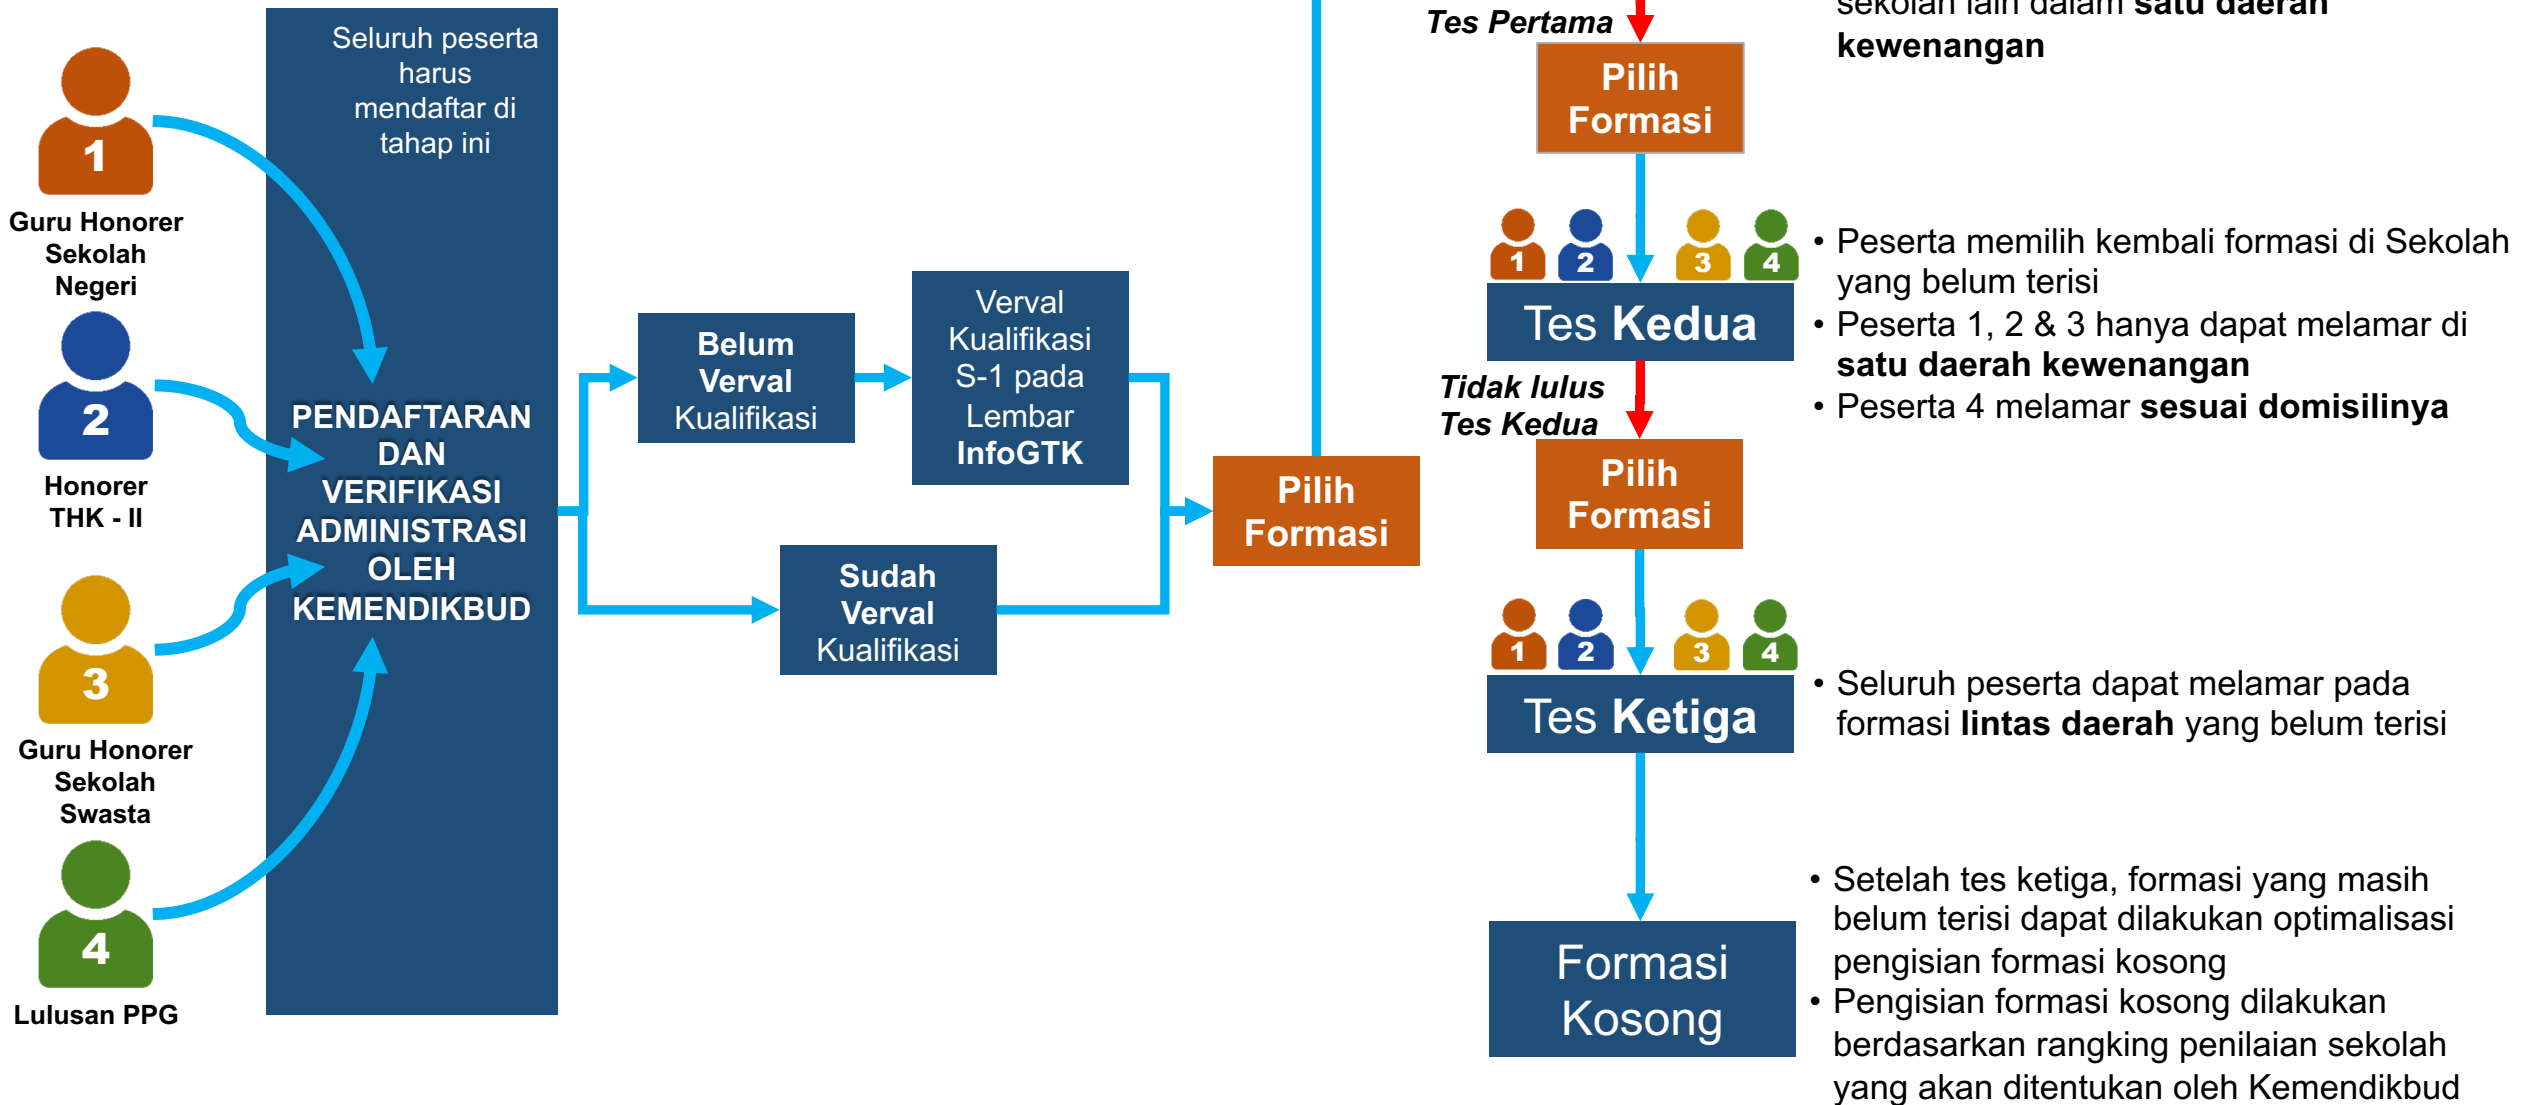 Seluruh peserta
harus
mendaftar di
tahap ini
1
Guru Honorer
Sekolah
Negeri
2
Honorer
THK - II
3
Guru Honorer
Sekolah
Swasta
4
Lulusan PPG
PENDAFTARAN
DAN
VERIFIKASI
ADMINISTRASI
OLEH
KEMENDIKBUD
Belum
Verval
Kualifikasi
Verval
Kualifikasi
S-1 pada
Lembar
InfoGTK
Sudah
Verval
Kualifikasi
Pilih
Formasi
Tes Pertama
sekolah lain dalam satu daerah
kewenangan
Pilih
Formasi
1 2 3 4
Tes Kedua
• Peserta memilih kembali formasi di Sekolah
yang belum terisi
• Peserta 1, 2 & 3 hanya dapat melamar di
satu daerah kewenangan
• Peserta 4 melamar sesuai domisilinya
Tidak lulus
Tes Kedua
Pilih
Formasi
1 2 3 4
Tes Ketiga
• Seluruh peserta dapat melamar pada
formasi lintas daerah yang belum terisi
Formasi
Kosong
• Setelah tes ketiga, formasi yang masih
belum terisi dapat dilakukan optimalisasi
pengisian formasi kosong
• Pengisian formasi kosong dilakukan
berdasarkan rangking penilaian sekolah
yang akan ditentukan oleh Kemendikbud